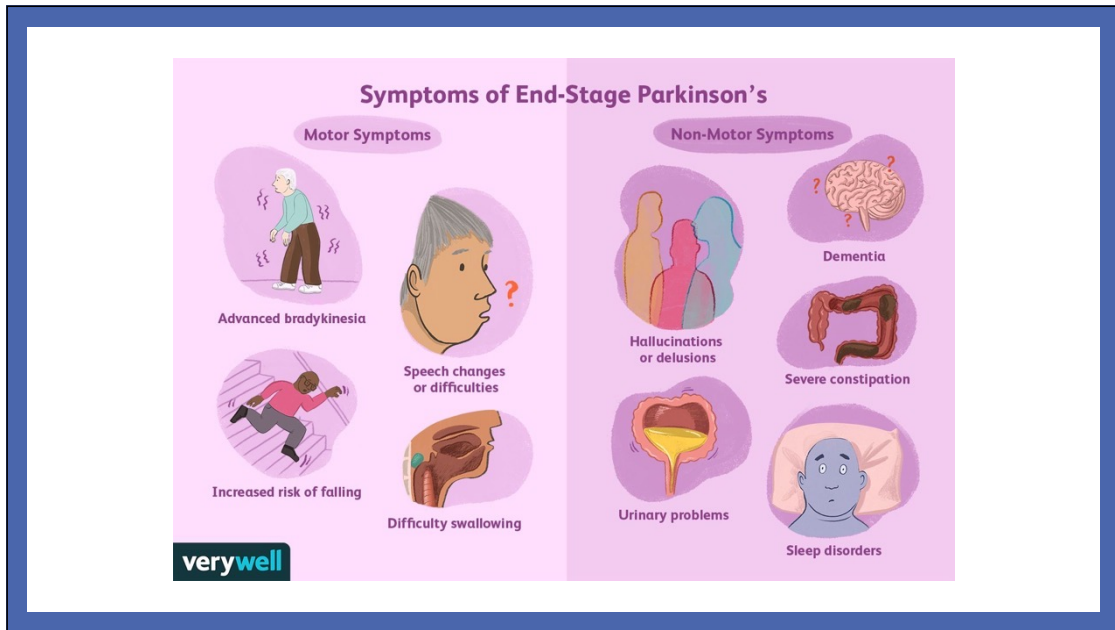 Symptoms of End-Stage Parkinson's
Motor Symptoms
Advanced bradykinesia
Speech changes
or difficulties
Increased risk of falling
Difficulty swallowing
Non-Motor Symptoms
Hallucinations
or delusions
Dementia
Severe constipation
Urinary problems
Sleep disorders
verywell